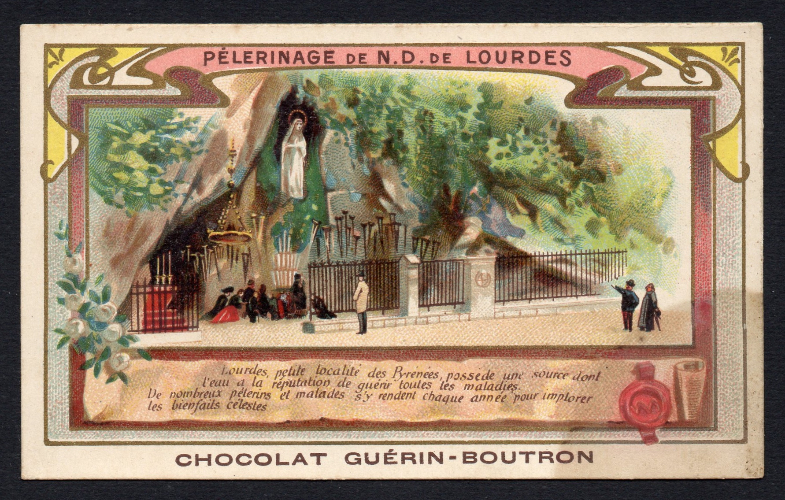 PÈLERINAGE DE N.D. DE LOURDES
Lourdes, petite localité des Pyrenées, possede une source dont
l'eau a la réputation de guérir toutes les maladies.
De nombreux pélerins et malades s'y rendent chaque année pour implorer
les bienfaits célestes
CHOCOLAT GUÉRIN-BOUTRON